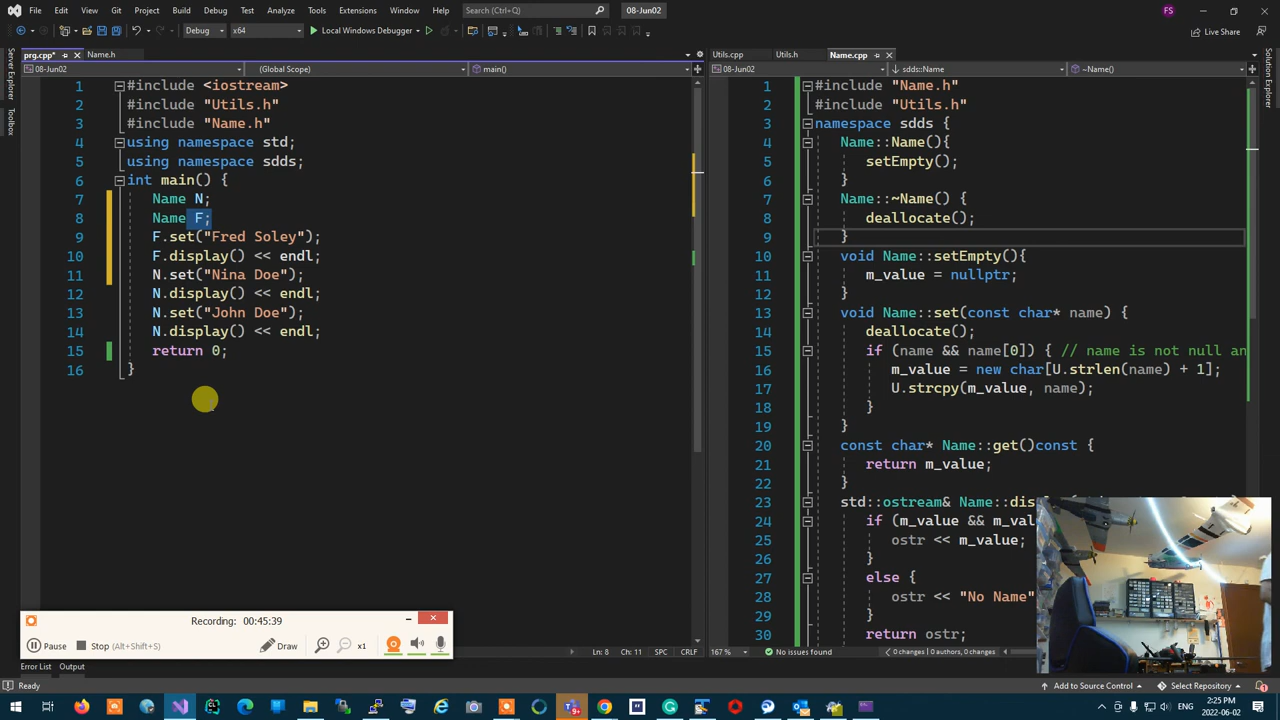 File Edit View Git Project Build Debug Test Analyze Tools Extensions Window Help Search (Ctrl+Q) 08-Jun02 FS
Debug x64 Local Windows Debugger Live Share
prg.cpp* Name.h Utils.cpp Utils.h Name.cpp
08-Jun02 (Global Scope) main() 08-Jun02 sdds::Name ~Name()
Server Explorer
Toolbox
Solution Explorer
1 #include <iostream>
2 #include "Utils.h"
3 #include "Name.h"
4 using namespace std;
5 using namespace sdds;
6 int main() {
7 Name N;
8 Name F;
9 F.set("Fred Soley");
10 F.display() << endl;
11 N.set("Nina Doe");
12 N.display() << endl;
13 N.set("John Doe");
14 N.display() << endl;
15 return 0;
16 }
1 #include "Name.h"
2 #include "Utils.h"
3 namespace sdds {
4 Name::Name(){
5 setEmpty();
6 }
7 Name::~Name() {
8 deallocate();
9 }
10 void Name::setEmpty(){
11 m_value = nullptr;
12 }
13 void Name::set(const char* name) {
14 deallocate();
15 if (name && name[0]) { // name is not null an
16 m_value = new char[U.strlen(name) + 1];
17 U.strcpy(m_value, name);
18 }
19 }
20 const char* Name::get()const {
21 return m_value;
22 }
23 std::ostream& Name::dis
24 if (m_value && m_val
25 ostr << m_value;
26 }
27 else {
28 ostr << "No Name"
29 }
30 return ostr;
Recording: 00:45:39
Pause Stop (Alt+Shift+S) Draw x1
Ln: 8 Ch: 11 SPC CRLF 167 % No issues found 0 changes | 0 authors, 0 changes
Error List Output
Ready Add to Source Control Select Repository 1
9+
2:25 PM
2022-06-02